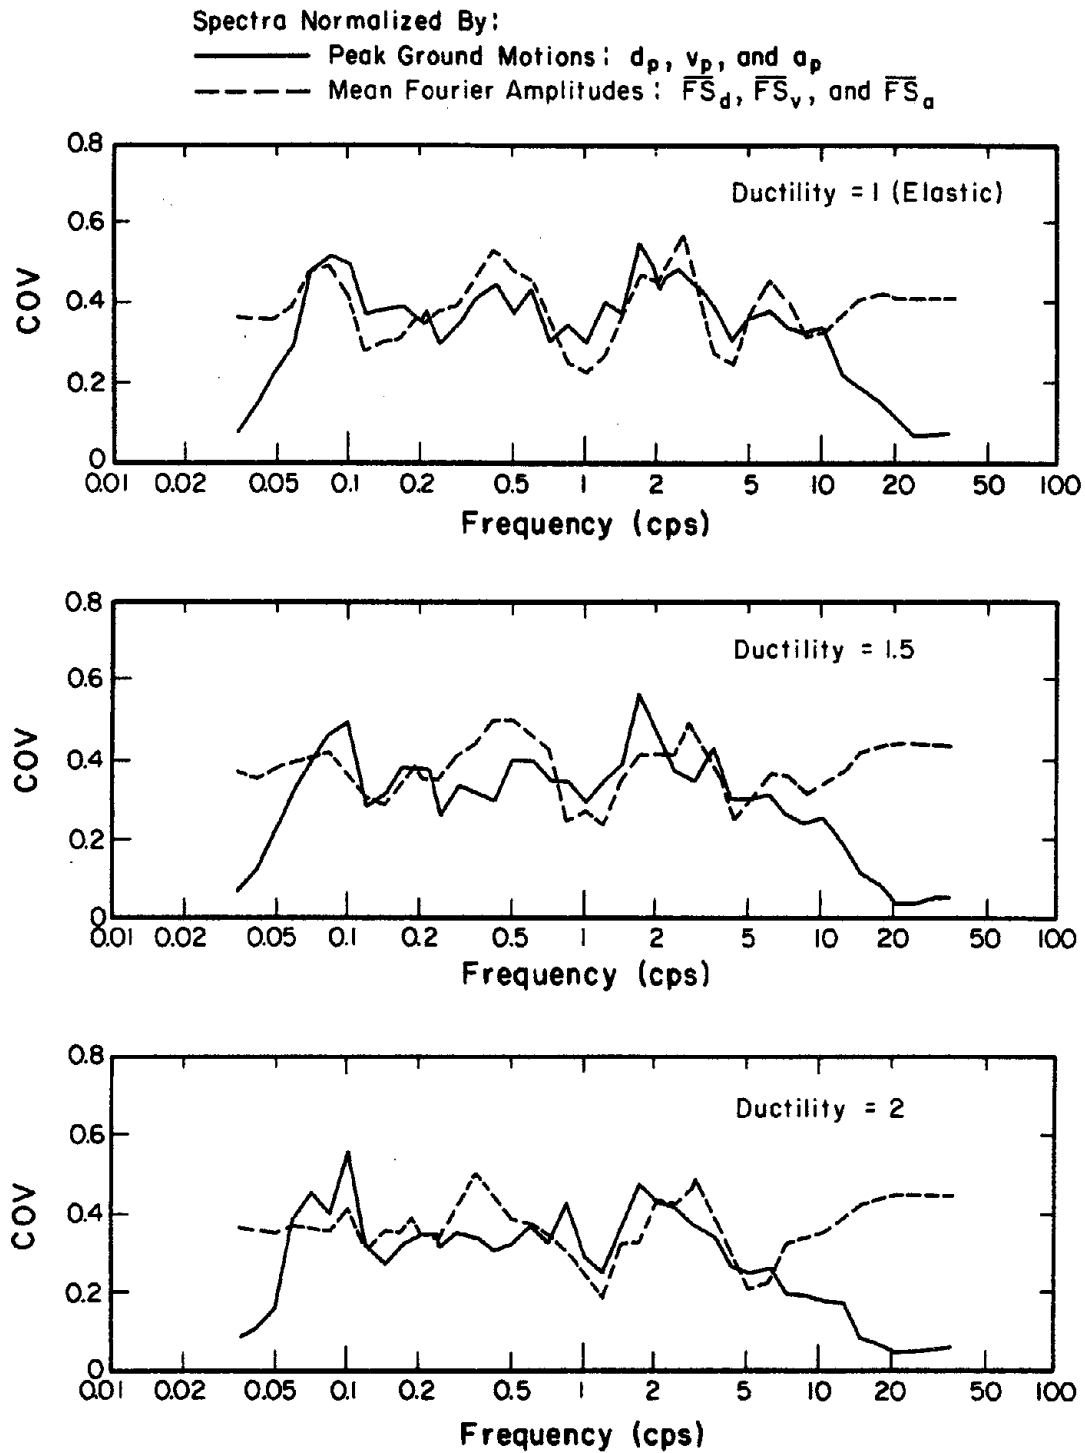 Spectra Normalized By:
Peak Ground Motions: dp, vp, and ap
Mean Fourier Amplitudes: F̅S̅d, F̅S̅v, and F̅S̅a
0.8
0.6
0.4
0.2
0
COV
Ductility = 1 (Elastic)
0.01 0.02 0.05 0.1 0.2 0.5 1 2 5 10 20 50 100
Frequency (cps)
0.8
0.6
0.4
0.2
0
COV
Ductility = 1.5
0.01 0.02 0.05 0.1 0.2 0.5 1 2 5 10 20 50 100
Frequency (cps)
0.8
0.6
0.4
0.2
0
COV
Ductility = 2
0.01 0.02 0.05 0.1 0.2 0.5 1 2 5 10 20 50 100
Frequency (cps)